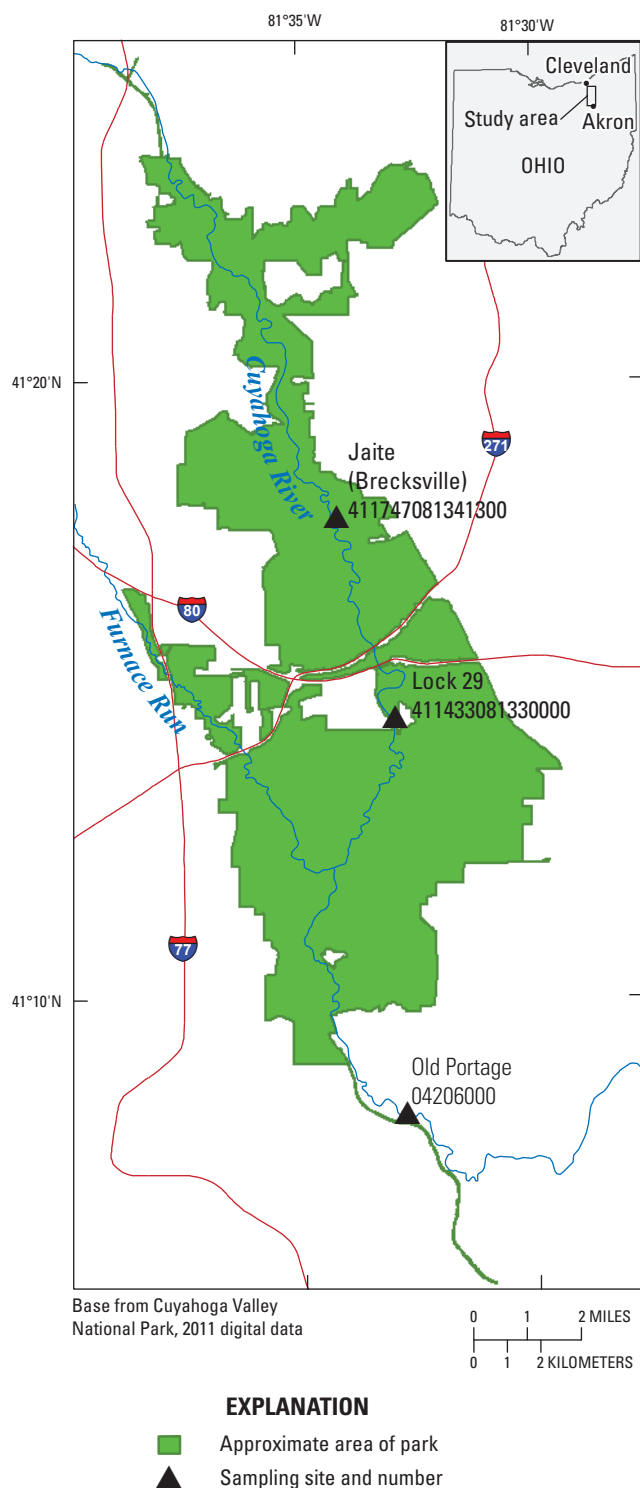 81°35'W
81°30'W
Cleveland
Study area
Akron
OHIO
41°20'N
Cuyahoga River
271
Jaite
(Brecksville)
411747081341300
80
Furnace Run
Lock 29
411433081330000
77
41°10'N
Old Portage
04206000
Base from Cuyahoga Valley
National Park, 2011 digital data
0 1 2 MILES
0 1 2 KILOMETERS
EXPLANATION
Approximate area of park
Sampling site and number